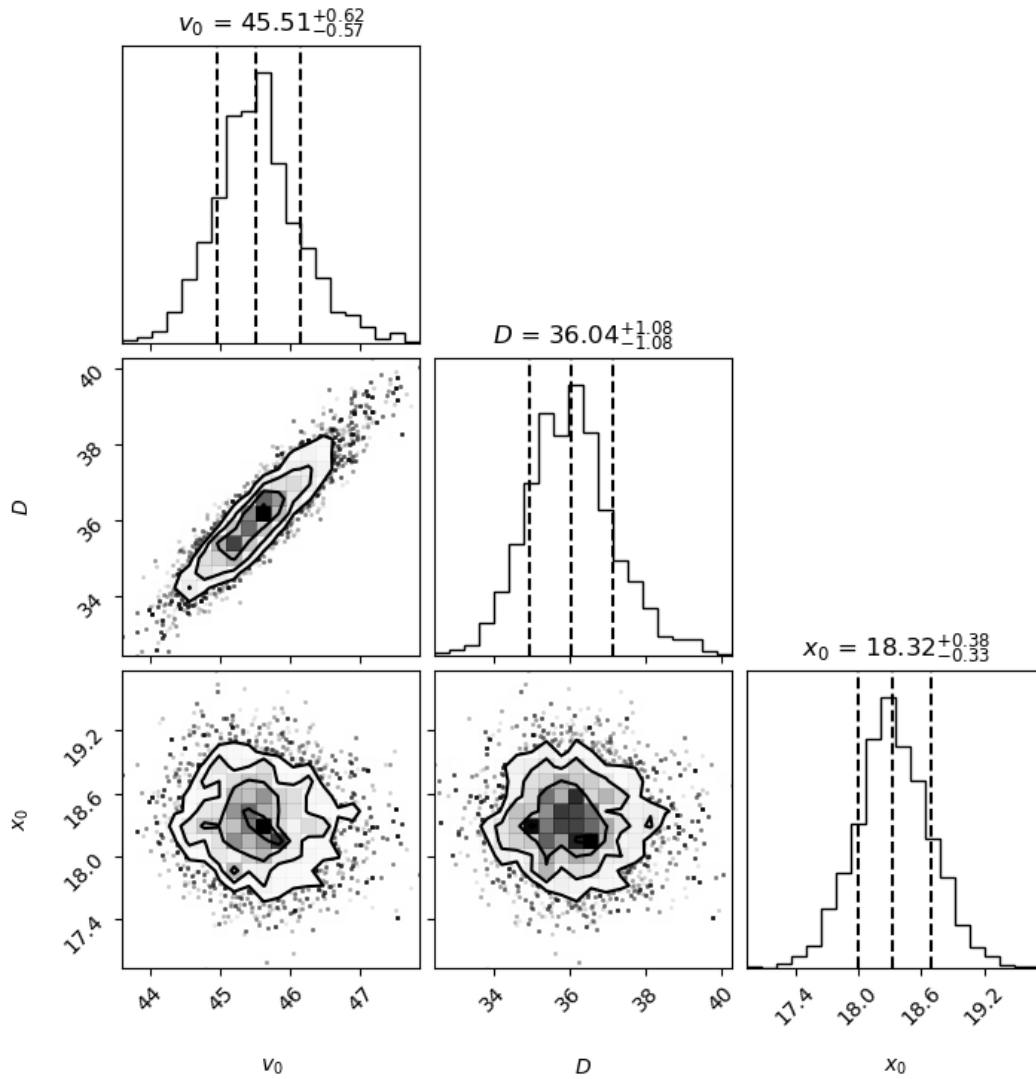 v₀ = 45.51⁺⁰·⁶²₋₀.₅₇
D = 36.04⁺¹·⁰⁸₋₁.₀₈
x₀ = 18.32⁺⁰·³⁸₋₀.₃₃
40
38
36
34
D
19.2
18.6
18.0
17.4
x₀
44 45 46 47
v₀
34 36 38 40
D
17.4 18.0 18.6 19.2
x₀